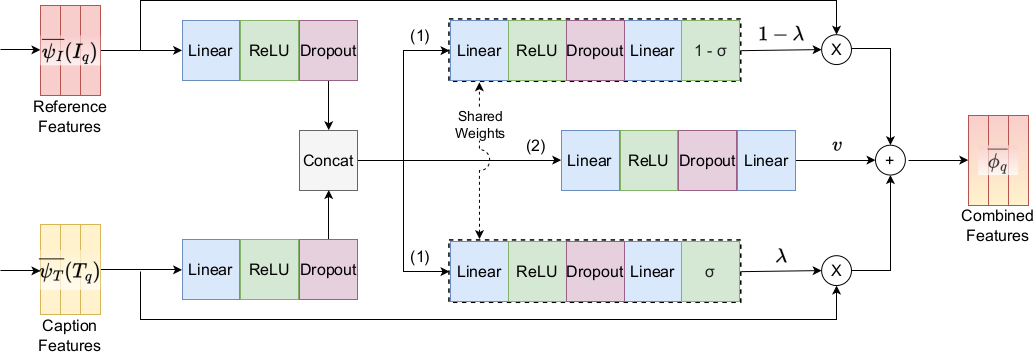 $\overline{\psi_I}(I_q)$
Reference
Features
Linear ReLU Dropout
(1)
Linear ReLU Dropout Linear 1 - σ
1 − λ
X
Shared
Weights
Concat
(2)
Linear ReLU Dropout Linear
v
+
$\overline{\phi_q}$
Combined
Features
$\overline{\psi_T}(T_q)$
Caption
Features
Linear ReLU Dropout
(1)
Linear ReLU Dropout Linear σ
λ
X